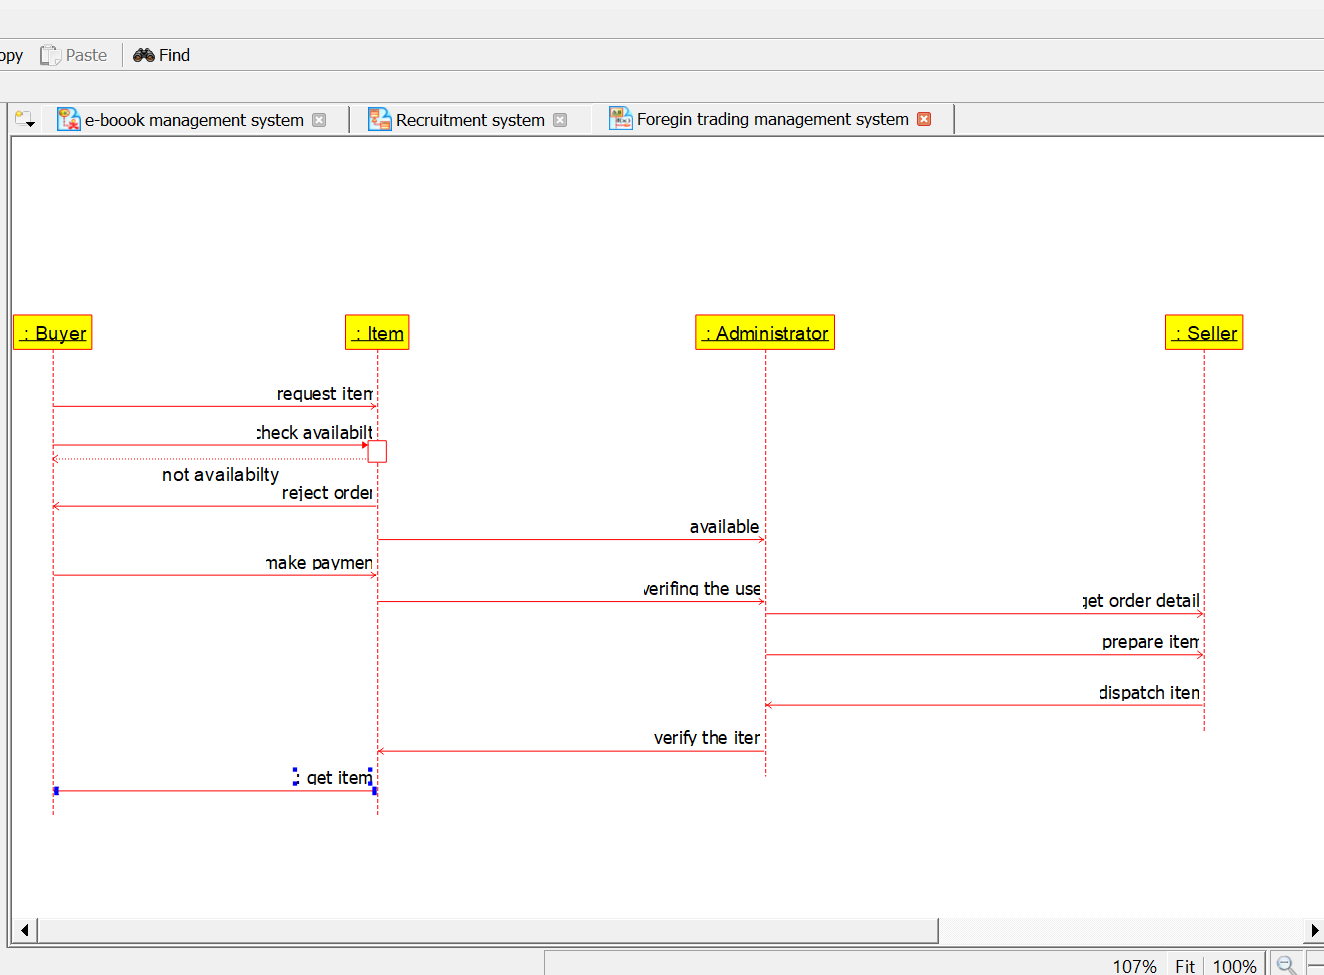 opy Paste Find
e-boook management system Recruitment system Foregin trading management system
: Buyer : Item : Administrator : Seller
request item
check availabilt
not availabilty
reject order
available
make paymen
verifing the use
get order detail
prepare item
dispatch item
verify the iter
: get item
107% Fit 100%